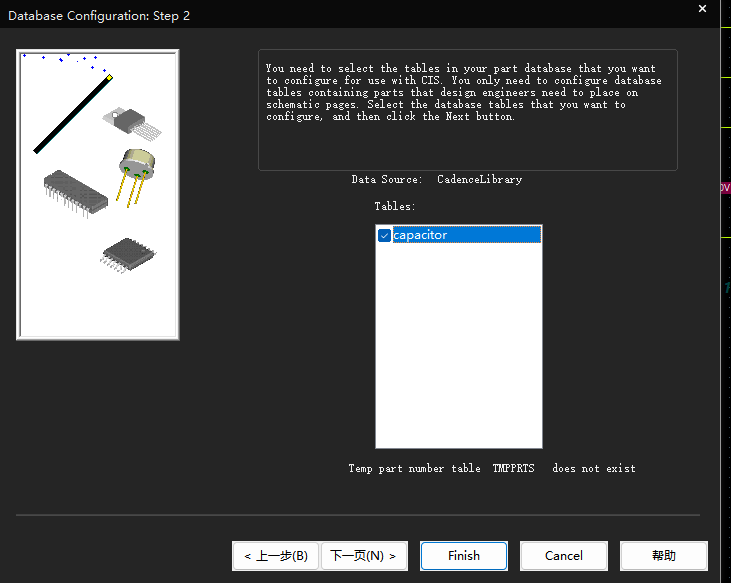 Database Configuration: Step 2
You need to select the tables in your part database that you want
to configure for use with CIS. You only need to configure database
tables containing parts that design engineers need to place on
schematic pages. Select the database tables that you want to
configure, and then click the Next button.
Data Source: CadenceLibrary
Tables:
capacitor
Temp part number table TMPPRTS does not exist
< 上一步(B) 下一页(N) > Finish Cancel 帮助